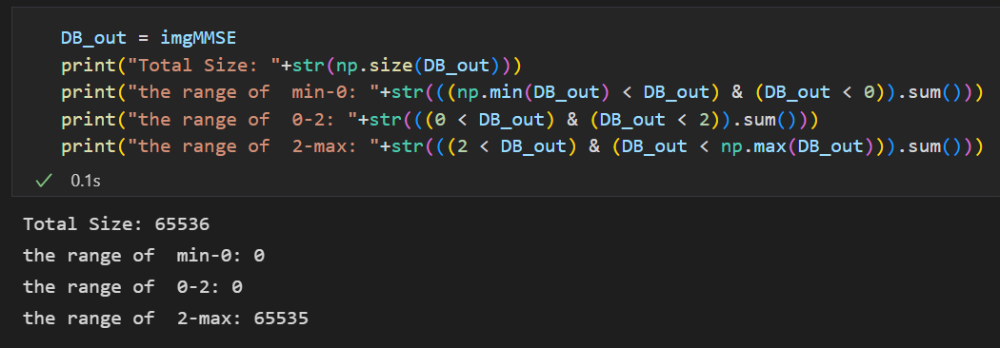 DB_out = imgMMSE
print("Total Size: "+str(np.size(DB_out)))
print("the range of  min-0: "+str(((np.min(DB_out) < DB_out) & (DB_out < 0)).sum()))
print("the range of  0-2: "+str(((0 < DB_out) & (DB_out < 2)).sum()))
print("the range of  2-max: "+str(((2 < DB_out) & (DB_out < np.max(DB_out))).sum()))
0.1s
Total Size: 65536
the range of  min-0: 0
the range of  0-2: 0
the range of  2-max: 65535